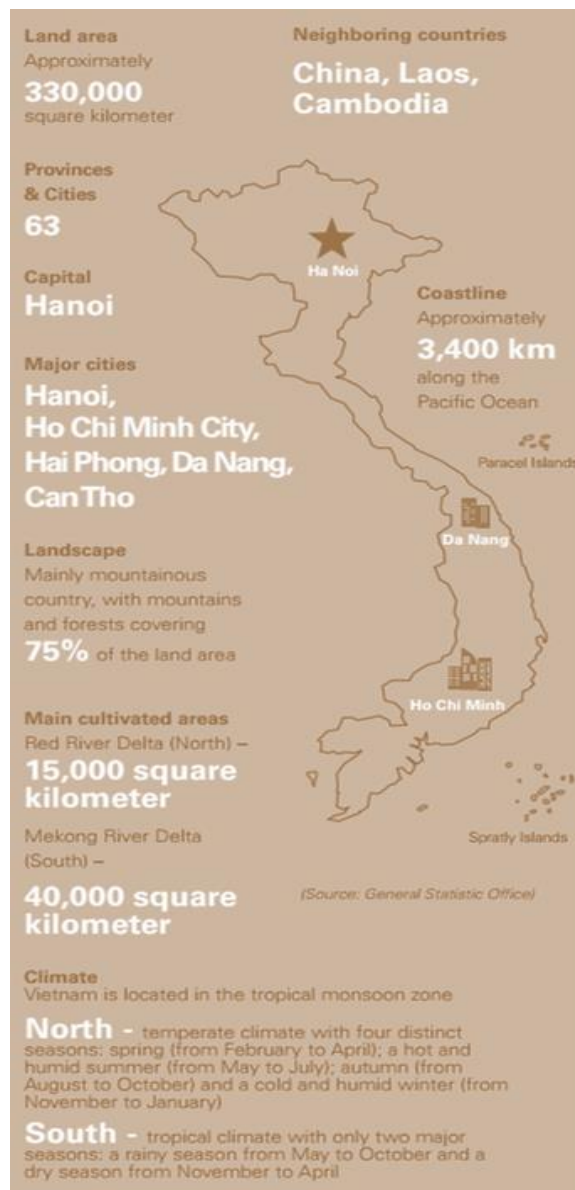 Land area
Approximately
330,000
square kilometer
Neighboring countries
China, Laos,
Cambodia
Provinces
& Cities
63
Capital
Hanoi
Major cities
Hanoi,
Ho Chi Minh City,
Hai Phong, Da Nang,
Can Tho
Landscape
Mainly mountainous
country, with mountains
and forests covering
75% of the land area
Main cultivated areas
Red River Delta (North) –
15,000 square
kilometer
Mekong River Delta
(South) –
40,000 square
kilometer
Ha Noi
Coastline
Approximately
3,400 km
along the
Pacific Ocean
Paracel Islands
Da Nang
Ho Chi Minh
Spratly Islands
(Source: General Statistic Office)
Climate
Vietnam is located in the tropical monsoon zone
North - temperate climate with four distinct
seasons: spring (from February to April); a hot and
humid summer (from May to July); autumn (from
August to October) and a cold and humid winter (from
November to January)
South - tropical climate with only two major
seasons: a rainy season from May to October and a
dry season from November to April